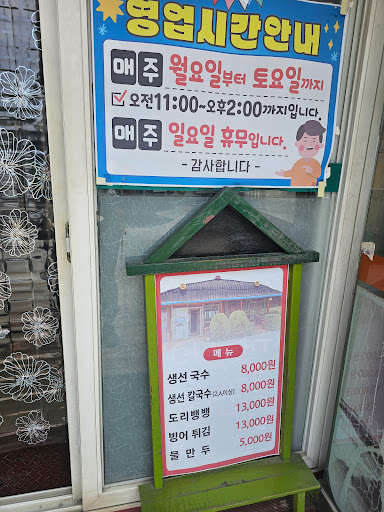 영업시간안내
매주 월요일부터 토요일까지
오전11:00~오후2:00까지입니다.
매주 일요일 휴무입니다.
- 감사합니다 -
메뉴
생선 국수 8,000원
생선 칼국수(2人이상) 8,000원
도리뱅뱅 13,000원
빙어 튀김 13,000원
물 만 두 5,000원